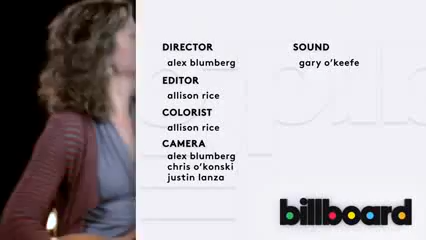 DIRECTOR
alex blumberg
EDITOR
allison rice
COLORIST
allison rice
CAMERA
alex blumberg
chris o'konski
justin lanza
SOUND
gary o'keefe
billboard